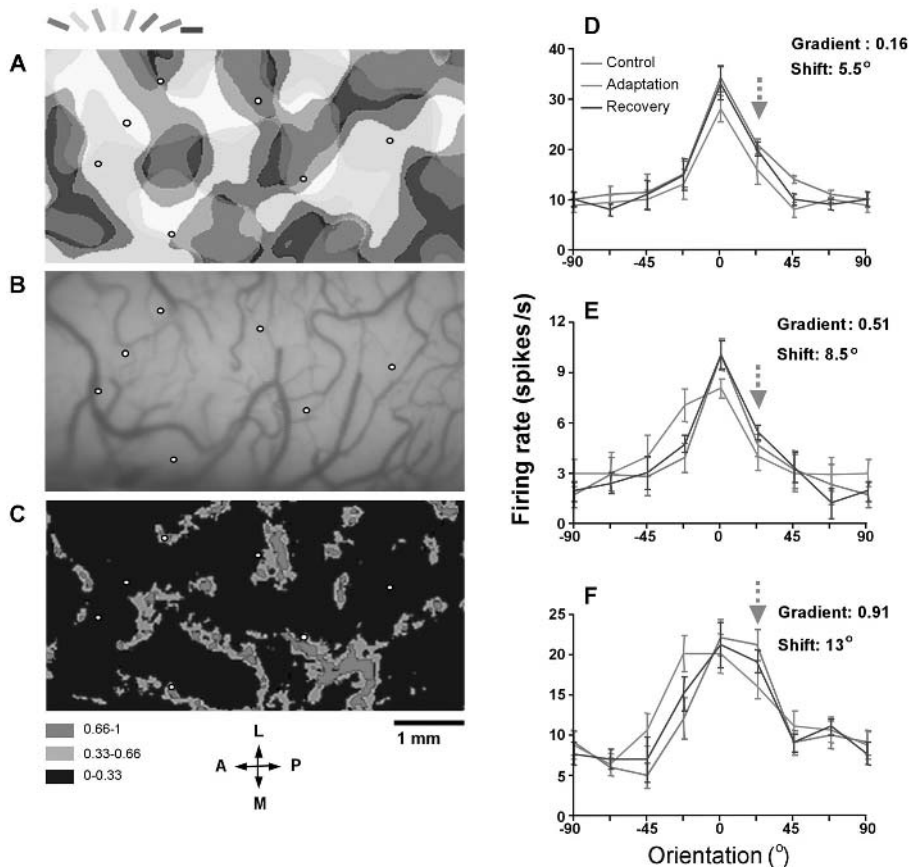 A
B
C
0.66-1
0.33-0.66
0-0.33
L
A P
M
1 mm
Firing rate (spikes/s)
D
Control
Adaptation
Recovery
Gradient : 0.16
Shift: 5.5°
40
30
20
10
0
-90 -45 0 45 90
E
Gradient: 0.51
Shift: 8.5°
12
9
6
3
0
-90 -45 0 45 90
F
Gradient: 0.91
Shift: 13°
25
20
15
10
5
0
-90 -45 0 45 90
Orientation (°)